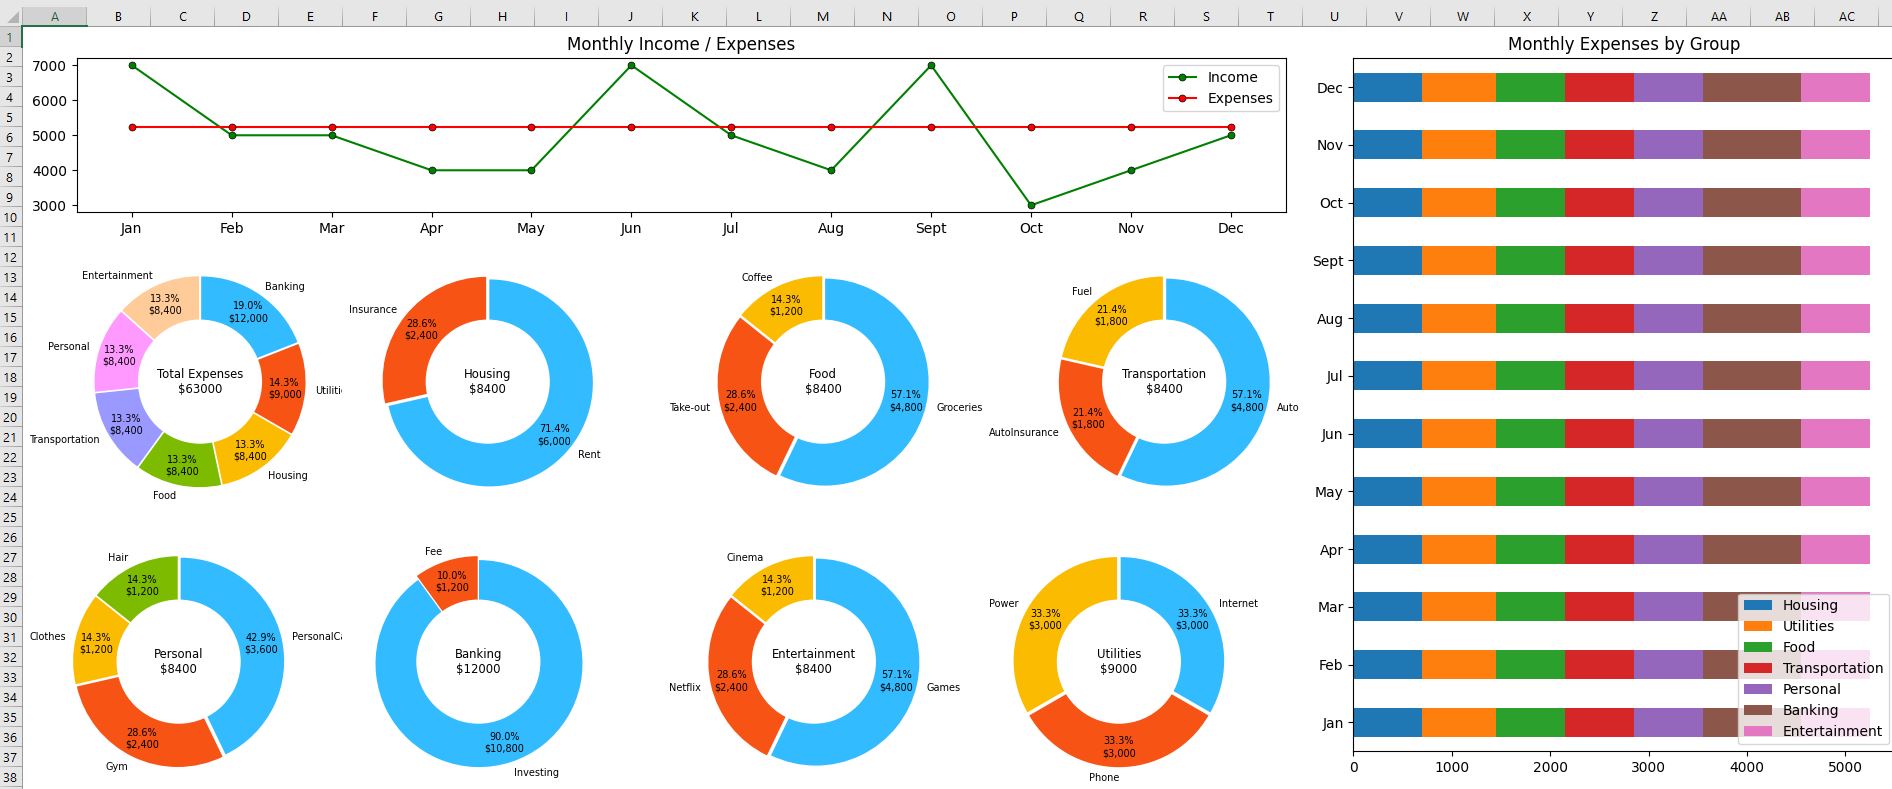 A B C D E F G H I J K L M N O P Q R S T U V W X Y Z AA AB AC
1
2
3
4
5
6
7
8
9
10
11
12
13
14
15
16
17
18
19
20
21
22
23
24
25
26
27
28
29
30
31
32
33
34
35
36
37
38
Monthly Income / Expenses
7000
6000
5000
4000
3000
Income
Expenses
Jan Feb Mar Apr May Jun Jul Aug Sept Oct Nov Dec
Entertainment
13.3%
$8,400
Banking
19.0%
$12,000
Personal
13.3%
$8,400
Total Expenses
$63000
14.3%
$9,000
Utiliti
Transportation
13.3%
$8,400
Food
13.3%
$8,400
Housing
13.3%
$8,400
Insurance
28.6%
$2,400
Housing
$8400
71.4%
$6,000
Rent
Coffee
14.3%
$1,200
Food
$8400
Take-out
28.6%
$2,400
57.1%
$4,800
Groceries
Fuel
21.4%
$1,800
Transportation
$8400
AutoInsurance
21.4%
$1,800
57.1%
$4,800
Auto
Hair
14.3%
$1,200
Clothes
14.3%
$1,200
Personal
$8400
42.9%
$3,600
PersonalCa
28.6%
$2,400
Gym
Fee
10.0%
$1,200
Banking
$12000
90.0%
$10,800
Investing
Cinema
14.3%
$1,200
Entertainment
$8400
Netflix
28.6%
$2,400
57.1%
$4,800
Games
Power
33.3%
$3,000
Internet
33.3%
$3,000
Utilities
$9000
33.3%
$3,000
Phone
Monthly Expenses by Group
Dec
Nov
Oct
Sept
Aug
Jul
Jun
May
Apr
Mar
Feb
Jan
Housing
Utilities
Food
Transportation
Personal
Banking
Entertainment
0 1000 2000 3000 4000 5000